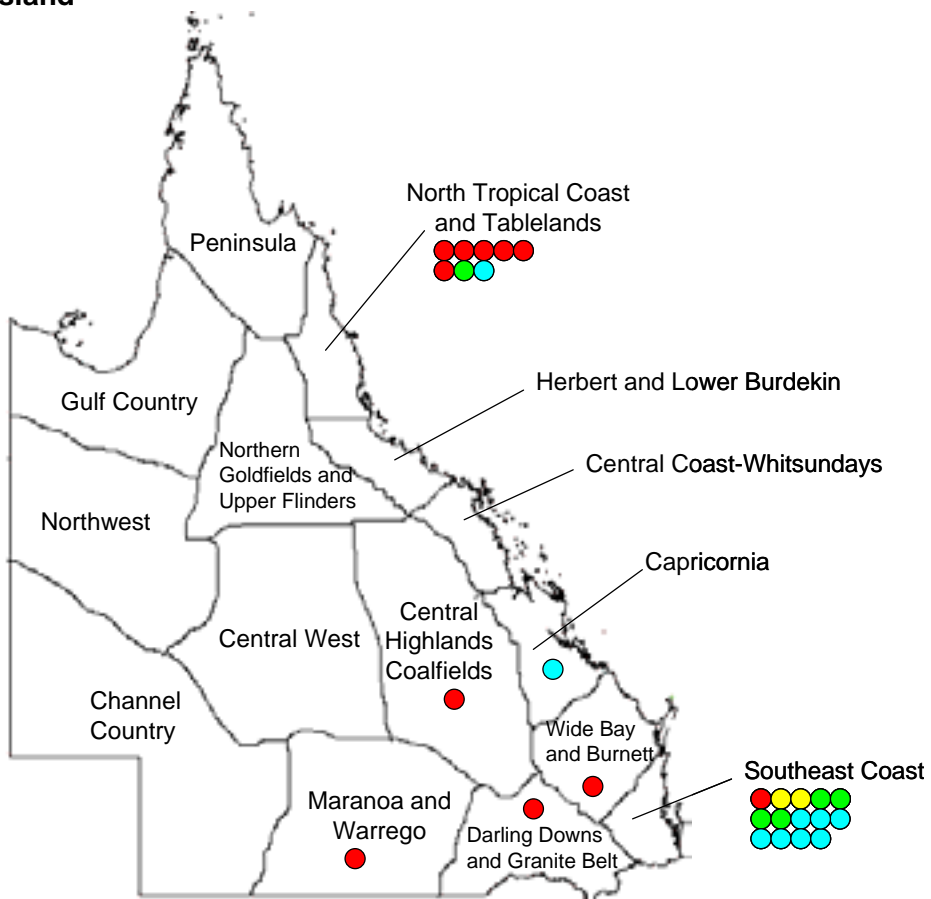 North Tropical Coast
and Tablelands
Peninsula
Herbert and Lower Burdekin
Gulf Country
Northern
Goldfields and
Upper Flinders
Central Coast-Whitsundays
Northwest
Capricornia
Central
Highlands
Coalfields
Central West
Channel
Country
Wide Bay
and Burnett
Southeast Coast
Maranoa and
Warrego
Darling Downs
and Granite Belt